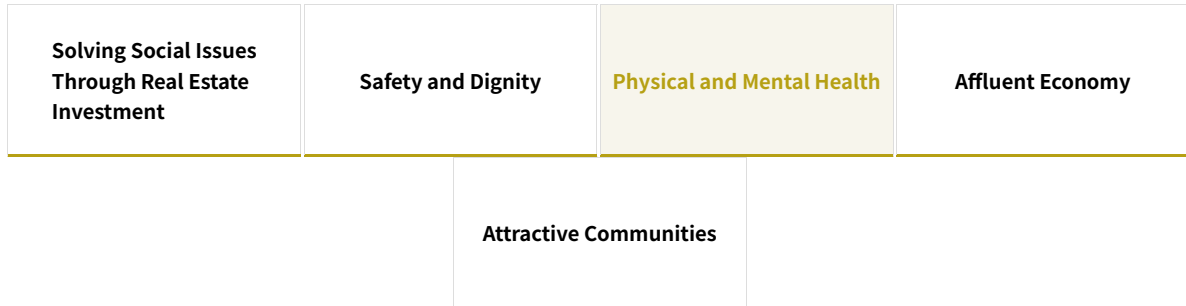 Solving Social Issues
Through Real Estate
Investment
Safety and Dignity
Physical and Mental Health
Affluent Economy
Attractive Communities